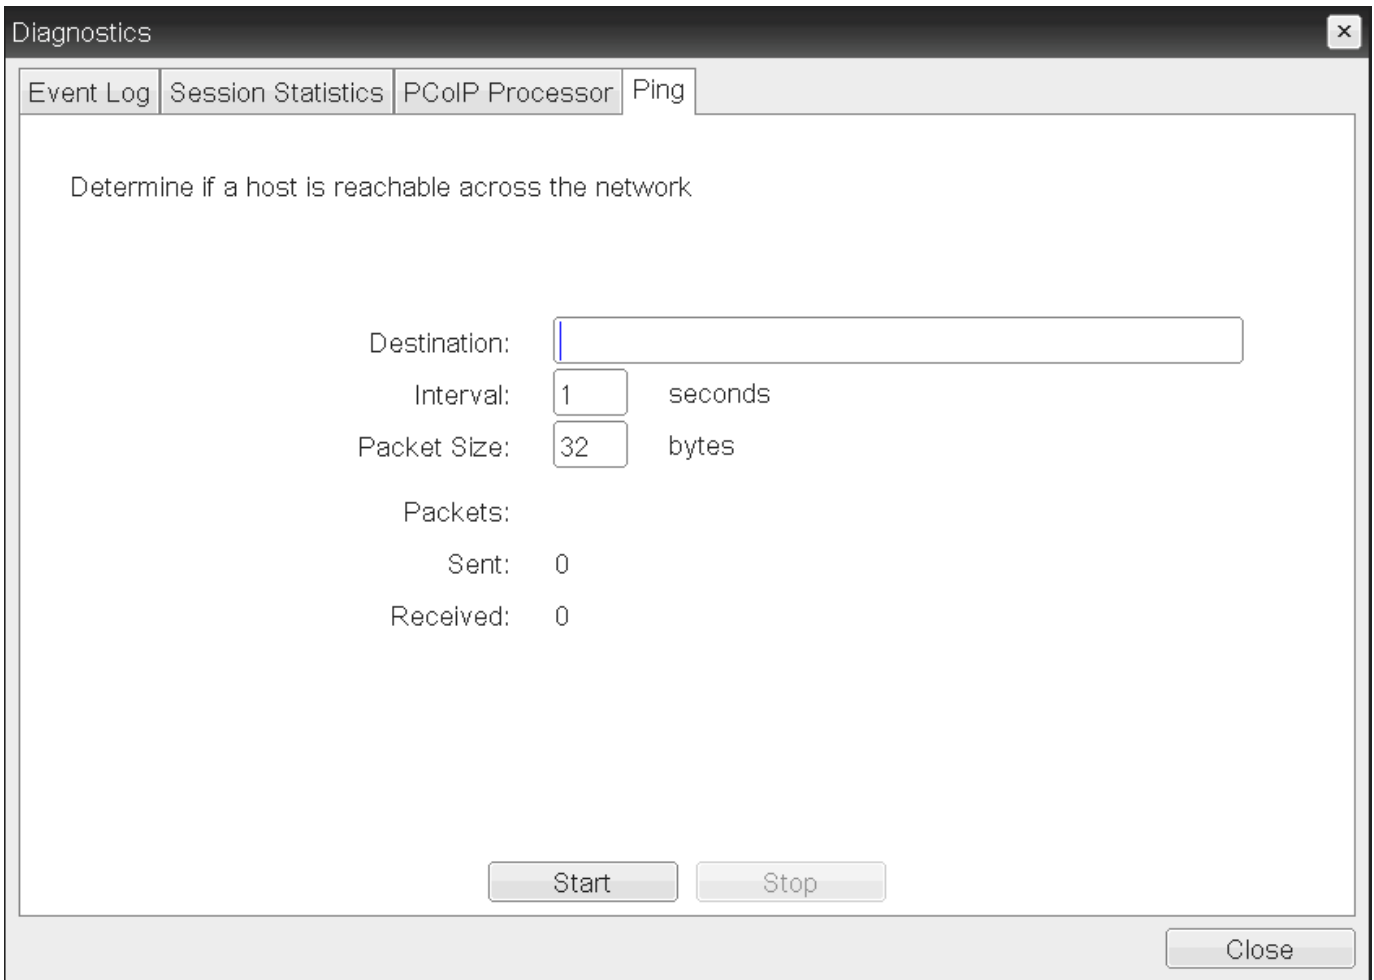 Diagnostics
Event Log Session Statistics PCoIP Processor Ping
Determine if a host is reachable across the network
Destination:
Interval: 1 seconds
Packet Size: 32 bytes
Packets:
Sent: 0
Received: 0
Start Stop
Close